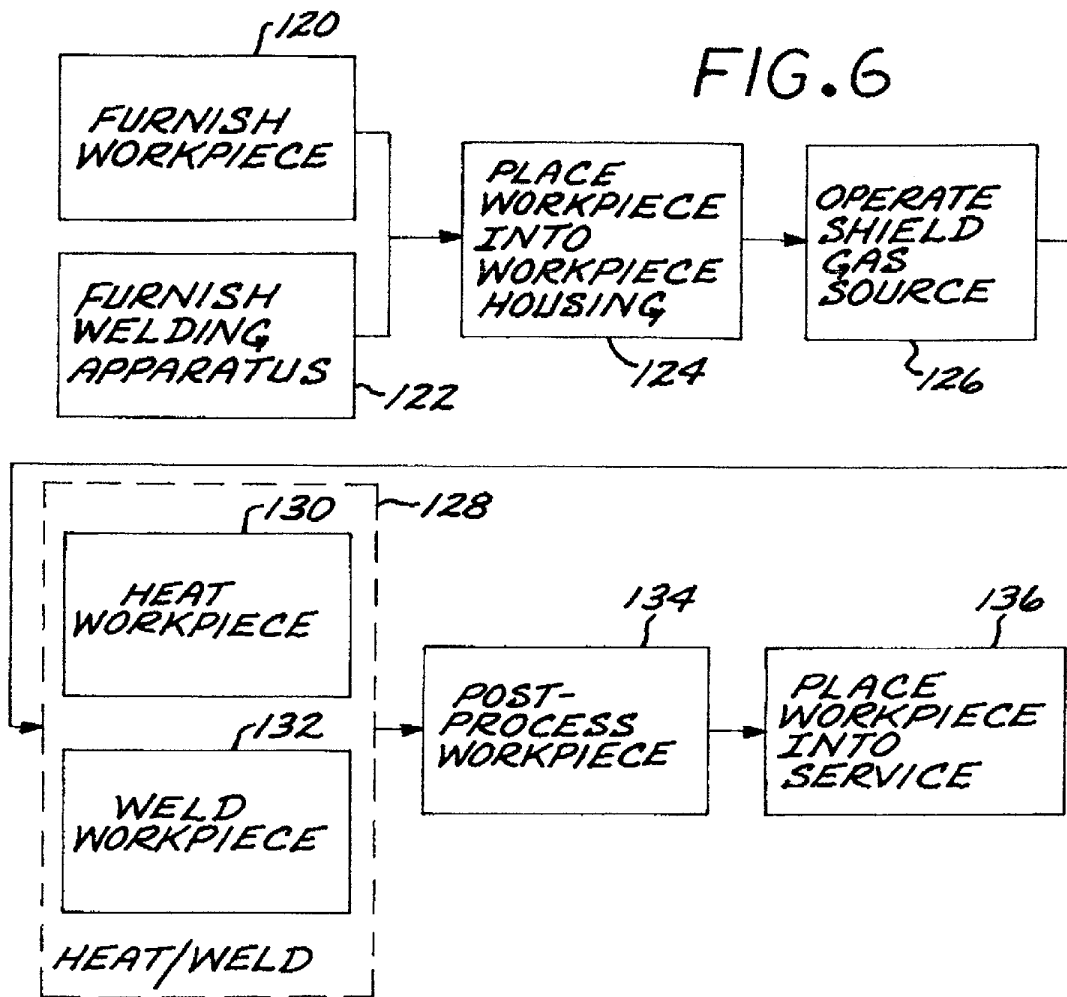 FIG.6
120
FURNISH
WORKPIECE
FURNISH
WELDING
APPARATUS
122
PLACE
WORKPIECE
INTO
WORKPIECE
HOUSING
124
OPERATE
SHIELD
GAS
SOURCE
126
128
130
HEAT
WORKPIECE
132
WELD
WORKPIECE
HEAT/WELD
134
POST-
PROCESS
WORKPIECE
136
PLACE
WORKPIECE
INTO
SERVICE